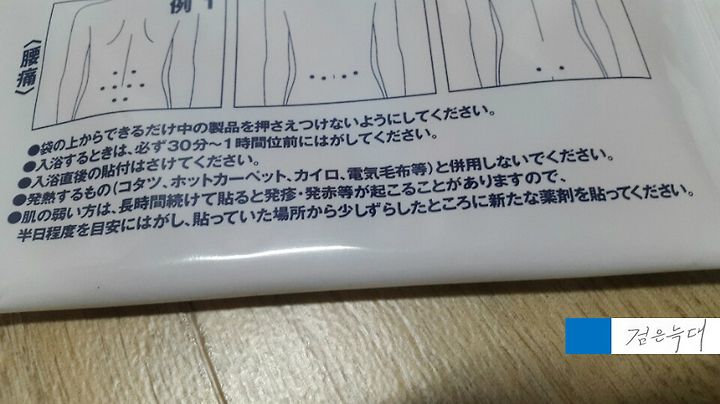 例1
〈腰痛〉
●袋の上からできるだけ中の製品を押さえつけないようにしてください。
●入浴するときは、必ず30分～1時間位前にはがしてください。
●入浴直後の貼付はさけてください。
●発熱するもの(コタツ、ホットカーペット、カイロ、電気毛布等)と併用しないでください。
●肌の弱い方は、長時間続けて貼ると発疹・発赤等が起こることがありますので、
半日程度を目安にはがし、貼っていた場所から少しずらしたところに新たな薬剤を貼ってください。
검은늑대